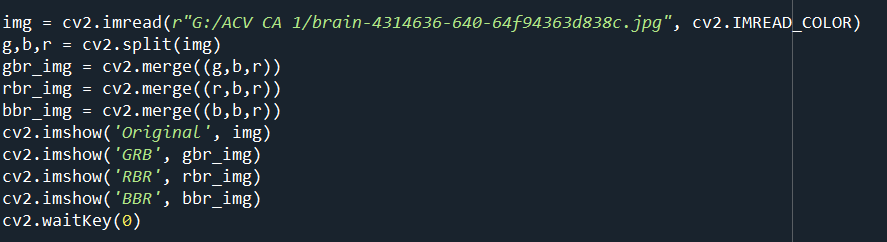 img = cv2.imread(r"G:/ACV CA 1/brain-4314636-640-64f94363d838c.jpg", cv2.IMREAD_COLOR)
g,b,r = cv2.split(img)
gbr_img = cv2.merge((g,b,r))
rbr_img = cv2.merge((r,b,r))
bbr_img = cv2.merge((b,b,r))
cv2.imshow('Original', img)
cv2.imshow('GRB', gbr_img)
cv2.imshow('RBR', rbr_img)
cv2.imshow('BBR', bbr_img)
cv2.waitKey(0)